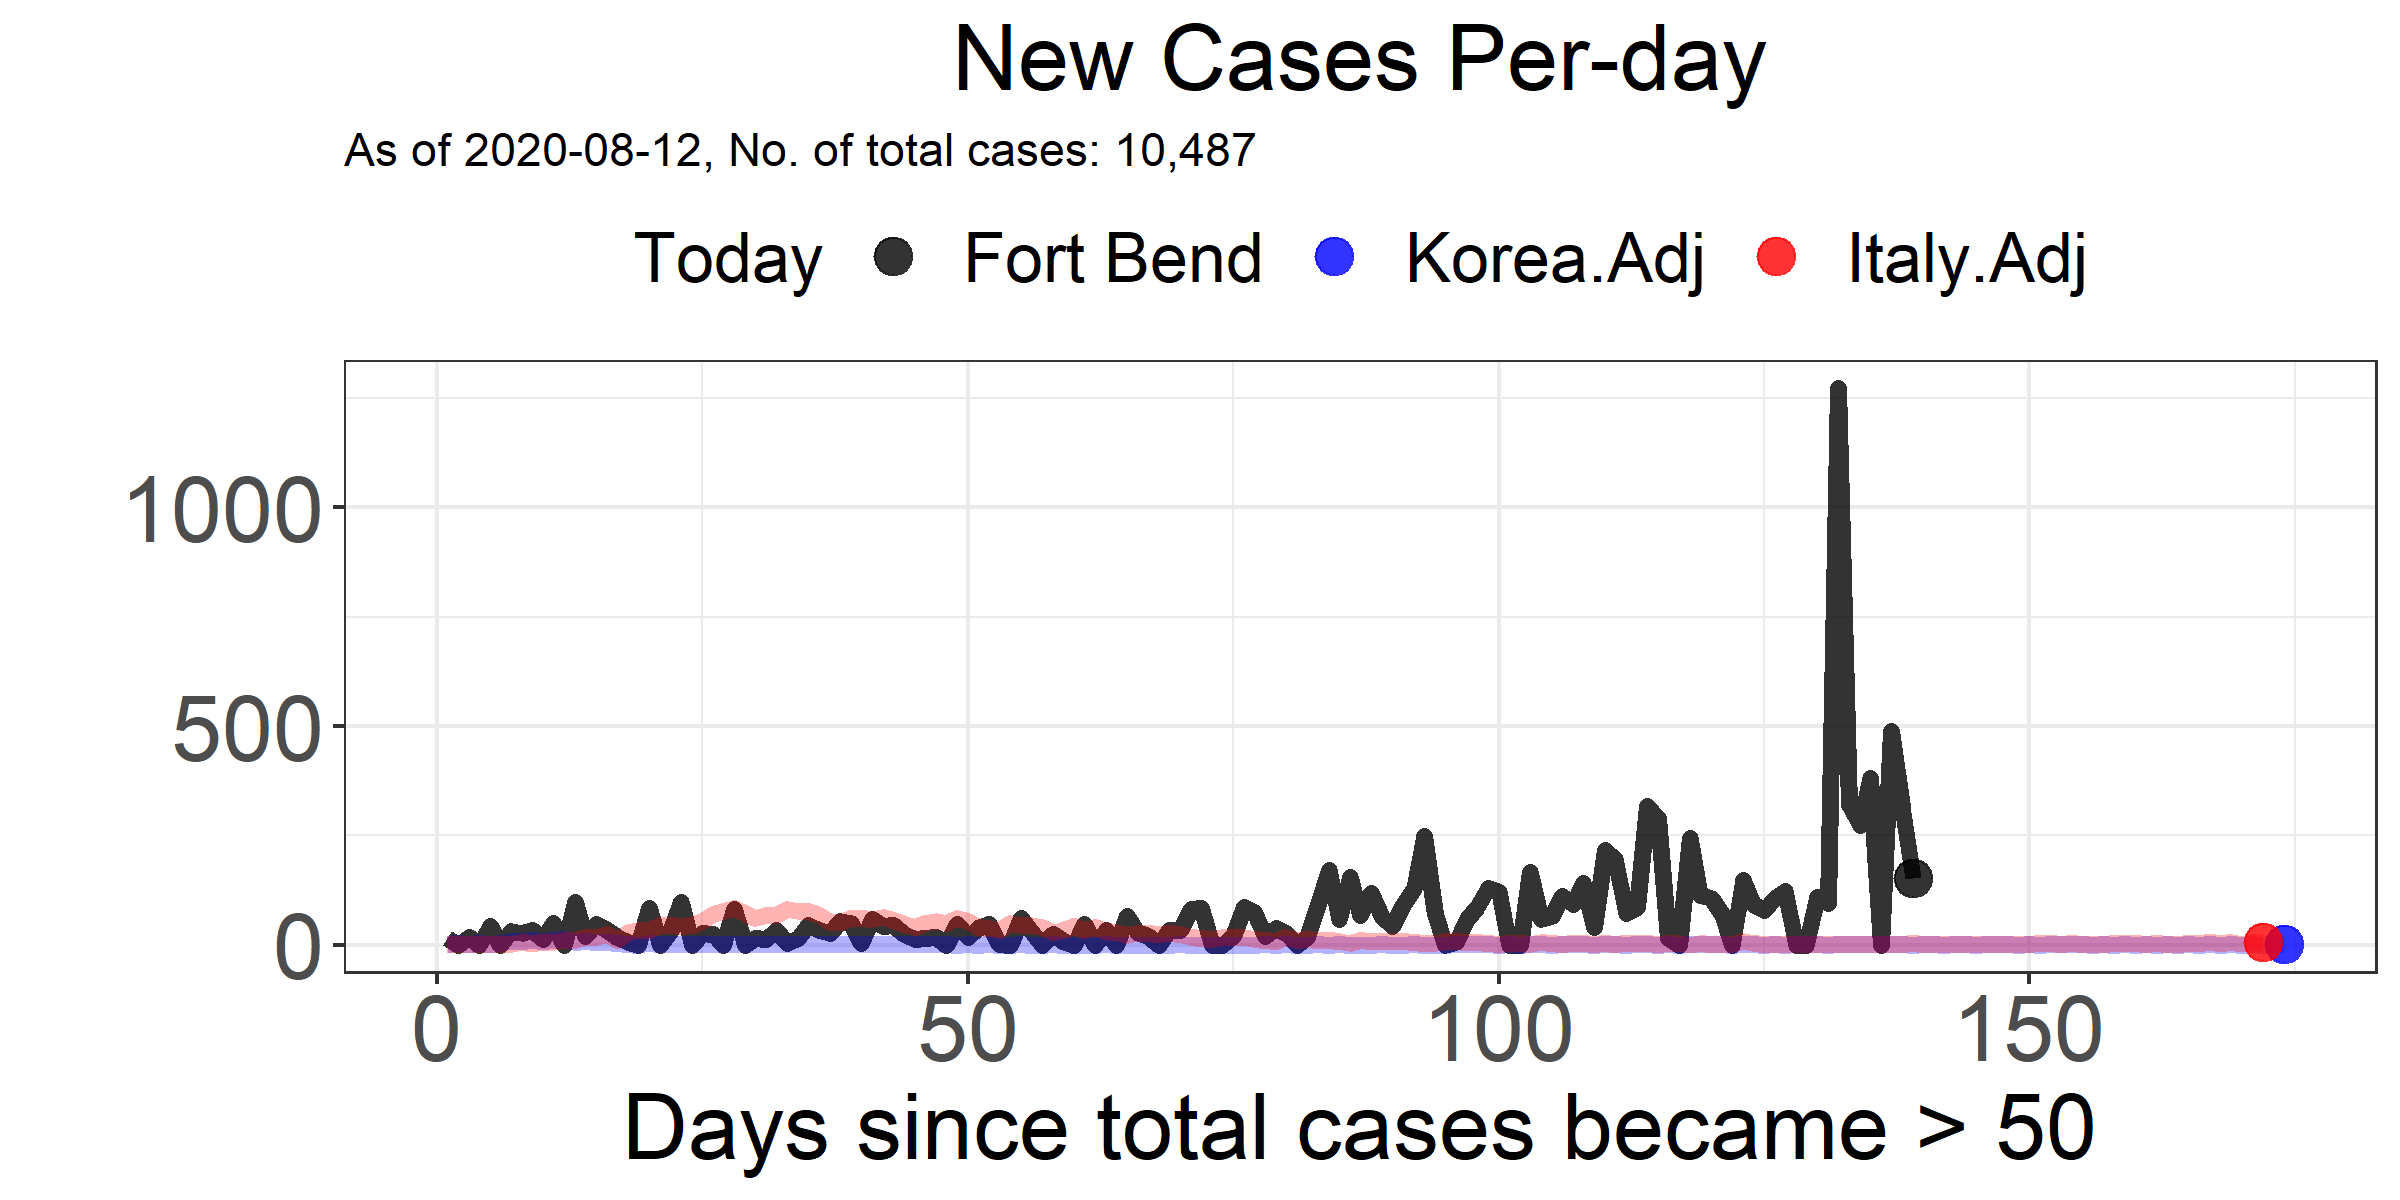 New Cases Per-day
As of 2020-08-12, No. of total cases: 10,487
Today Fort Bend Korea.Adj Italy.Adj
1000
500
0
0 50 100 150
Days since total cases became > 50